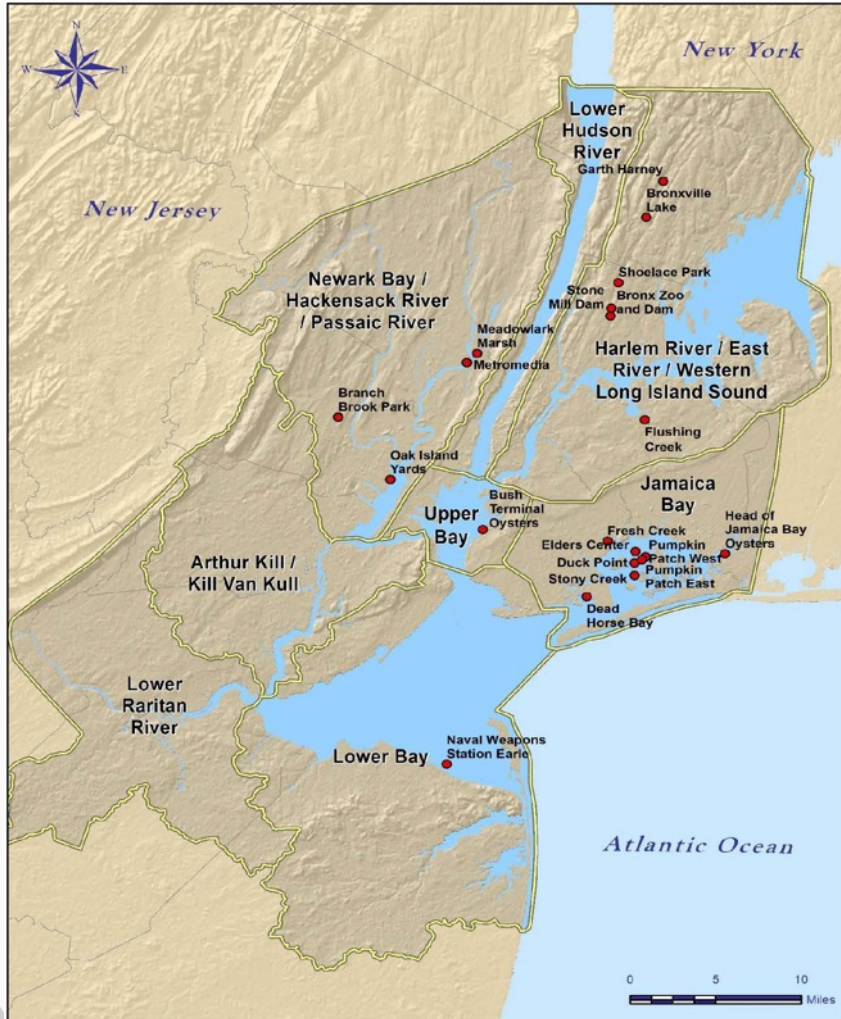 N
W
E
S
New York
New Jersey
Lower
Hudson
River
Garth Harney
Bronxville
Lake
Shoelace Park
Stone
Mill Dam
Bronx Zoo
and Dam
Newark Bay /
Hackensack River
/ Passaic River
Meadowlark
Marsh
Metromedia
Harlem River / East
River / Western
Long Island Sound
Branch
Brook Park
Flushing
Creek
Oak Island
Yards
Jamaica
Bay
Upper
Bay
Bush
Terminal
Oysters
Head of
Jamaica Bay
Oysters
Fresh Creek
Elders Center
Pumpkin
Patch West
Duck Point
Pumpkin
Patch East
Stony Creek
Dead
Horse Bay
Arthur Kill /
Kill Van Kull
Lower
Raritan
River
Lower Bay
Naval Weapons
Station Earle
Atlantic Ocean
0
5
10
Miles